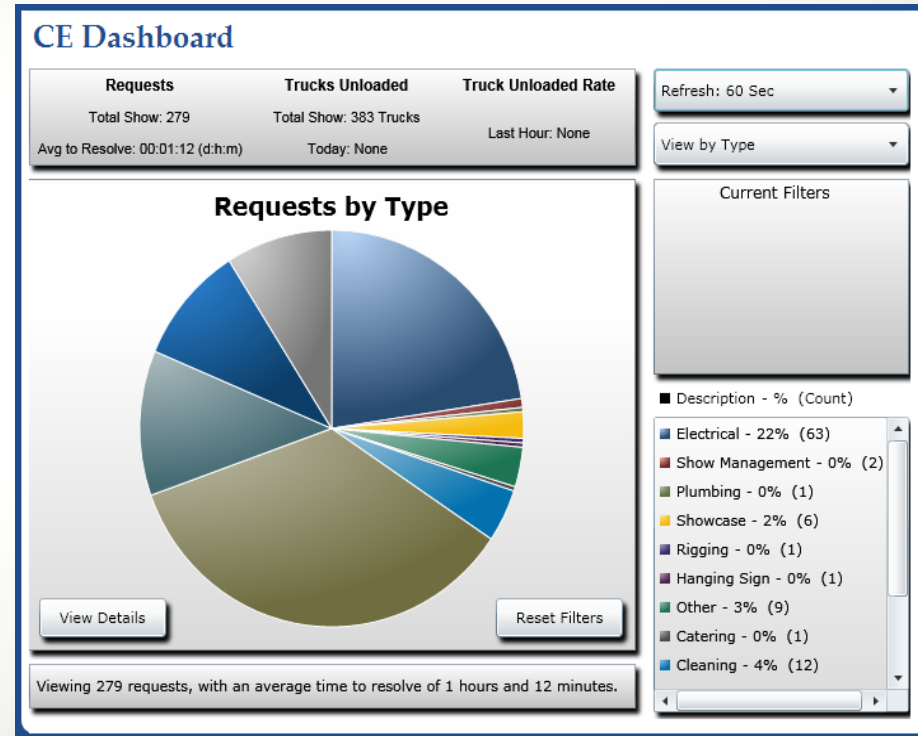 CE Dashboard
Requests
Total Show: 279
Avg to Resolve: 00:01:12 (d:h:m)
Trucks Unloaded
Total Show: 383 Trucks
Today: None
Truck Unloaded Rate
Last Hour: None
Refresh: 60 Sec
View by Type
Requests by Type
View Details
Reset Filters
Viewing 279 requests, with an average time to resolve of 1 hours and 12 minutes.
Current Filters
Description - % (Count)
Electrical - 22% (63)
Show Management - 0% (2)
Plumbing - 0% (1)
Showcase - 2% (6)
Rigging - 0% (1)
Hanging Sign - 0% (1)
Other - 3% (9)
Catering - 0% (1)
Cleaning - 4% (12)